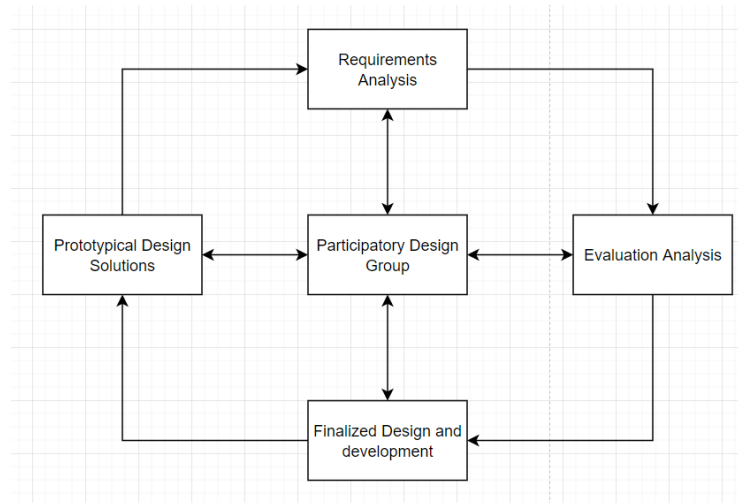 Requirements
Analysis
Prototypical Design
Solutions
Participatory Design
Group
Evaluation Analysis
Finalized Design and
development